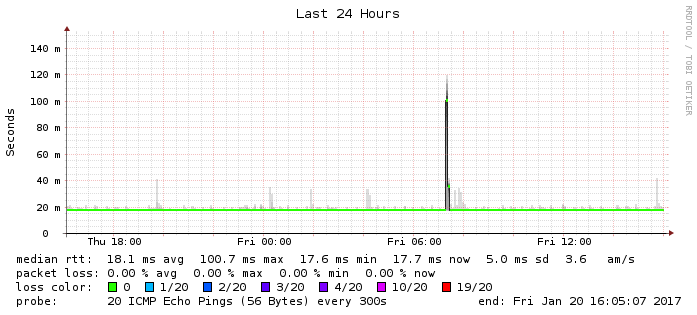 Last 24 Hours
RRDTOOL / TOBI OETIKER
Seconds
140 m
120 m
100 m
80 m
60 m
40 m
20 m
0
Thu 18:00 Fri 00:00 Fri 06:00 Fri 12:00
median rtt: 18.1 ms avg 100.7 ms max 17.6 ms min 17.7 ms now 5.0 ms sd 3.6 am/s
packet loss: 0.00 % avg 0.00 % max 0.00 % min 0.00 % now
loss color: 0 1/20 2/20 3/20 4/20 10/20 19/20
probe: 20 ICMP Echo Pings (56 Bytes) every 300s end: Fri Jan 20 16:05:07 2017